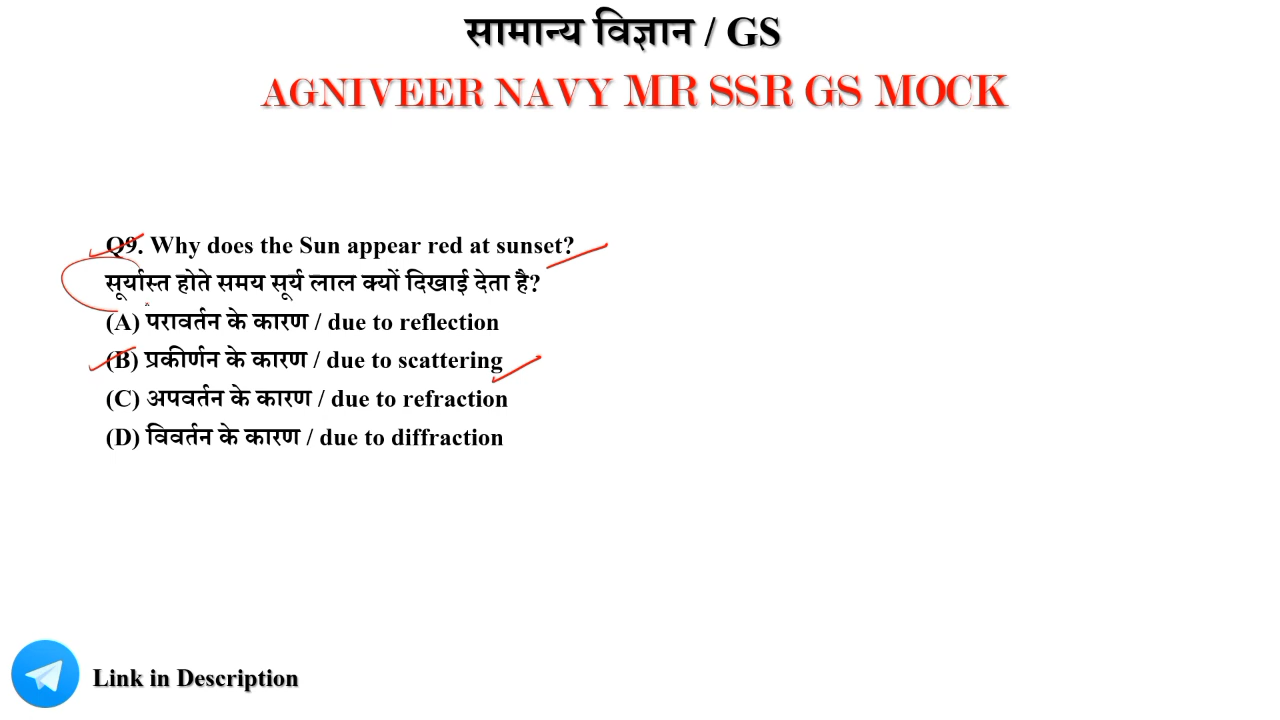 सामान्य विज्ञान / GS
AGNIVEER NAVY MR SSR GS MOCK
Q9. Why does the Sun appear red at sunset?
सूर्यास्त होते समय सूर्य लाल क्यों दिखाई देता है?
(A) परावर्तन के कारण / due to reflection
(B) प्रकीर्णन के कारण / due to scattering
(C) अपवर्तन के कारण / due to refraction
(D) विवर्तन के कारण / due to diffraction
Link in Description